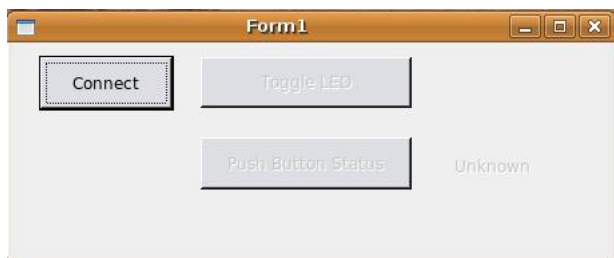 Form1
Connect
Toggle LED
Push Button Status
Unknown